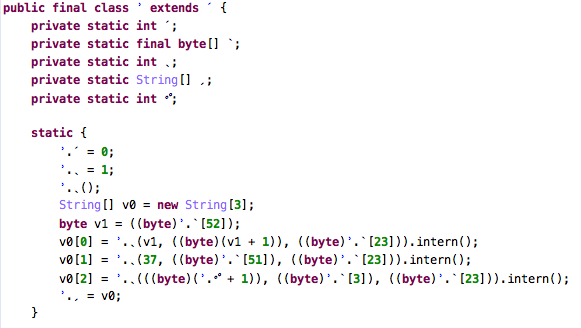 public final class ʾ extends ˊ {
private static int ˊ;
private static final byte[] ˋ;
private static int ˎ;
private static String[] ˏ;
private static int ᐝ;
static {
ʾ.ˊ = 0;
ʾ.ˎ = 1;
ʾ.ˎ();
String[] v0 = new String[3];
byte v1 = ((byte)ʾ.ˋ[52]);
v0[0] = ʾ.ˎ(v1, ((byte)(v1 + 1)), ((byte)ʾ.ˋ[23])).intern();
v0[1] = ʾ.ˎ(37, ((byte)ʾ.ˋ[51]), ((byte)ʾ.ˋ[23])).intern();
v0[2] = ʾ.ˎ(((byte)(ʾ.ᐝ + 1)), ((byte)ʾ.ˋ[3]), ((byte)ʾ.ˋ[23])).intern();
ʾ.ˏ = v0;
}